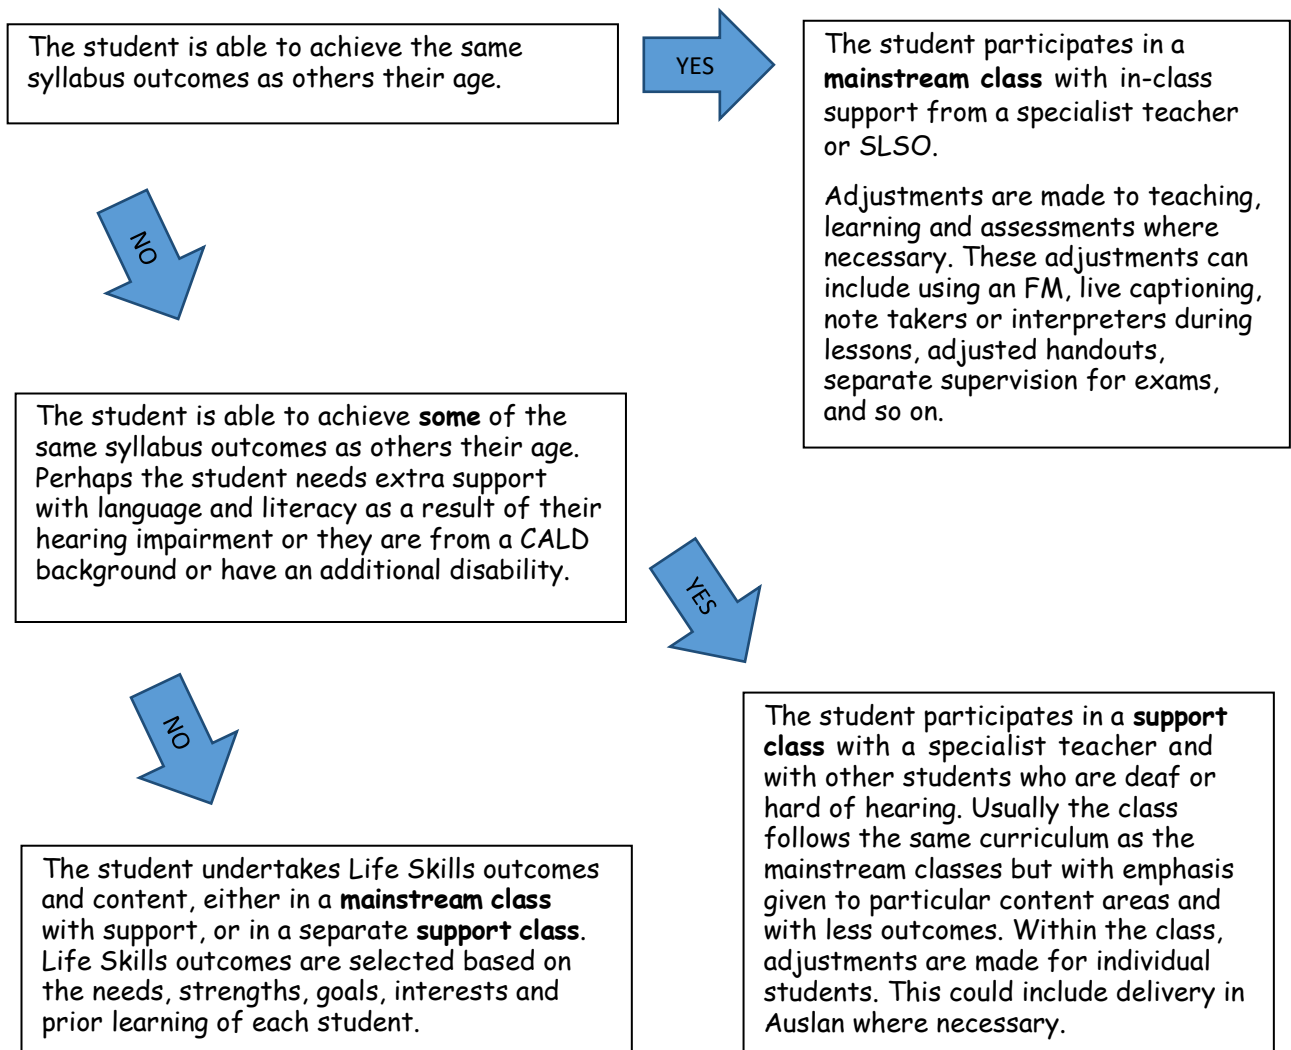 The student is able to achieve the same
syllabus outcomes as others their age.
YES
The student participates in a
mainstream class with in-class
support from a specialist teacher
or SLSO.
Adjustments are made to teaching,
learning and assessments where
necessary. These adjustments can
include using an FM, live captioning,
note takers or interpreters during
lessons, adjusted handouts,
separate supervision for exams,
and so on.
NO
The student is able to achieve some of the
same syllabus outcomes as others their age.
Perhaps the student needs extra support
with language and literacy as a result of their
hearing impairment or they are from a CALD
background or have an additional disability.
YES
The student participates in a support
class with a specialist teacher and
with other students who are deaf or
hard of hearing. Usually the class
follows the same curriculum as the
mainstream classes but with emphasis
given to particular content areas and
with less outcomes. Within the class,
adjustments are made for individual
students. This could include delivery in
Auslan where necessary.
NO
The student undertakes Life Skills outcomes
and content, either in a mainstream class
with support, or in a separate support class.
Life Skills outcomes are selected based on
the needs, strengths, goals, interests and
prior learning of each student.